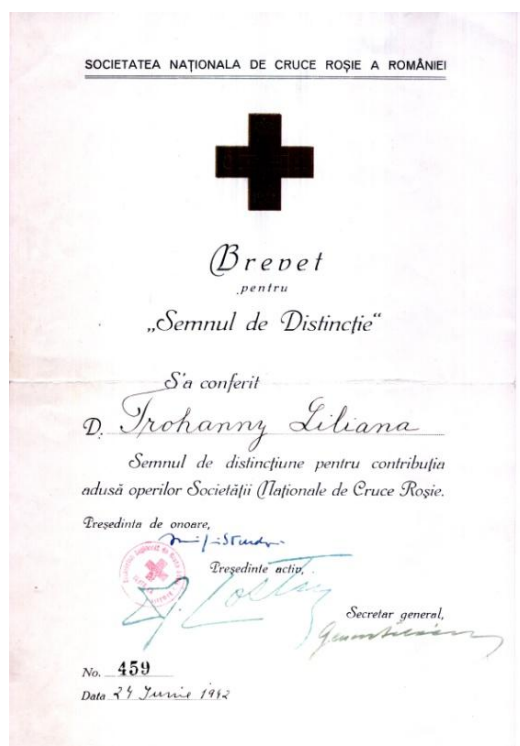 SOCIETATEA NAȚIONALA DE CRUCE ROȘIE A ROMÂNIEI
Brevet
pentru
„Semnul de Distincție“
S'a conferit
D. Trohanny Liliana
Semnul de distincțiune pentru contribuția
adusă operilor Societății Naționale de Cruce Roșie.
Președinta de onoare,
Președinte activ,
Secretar general,
No. 459
Data 24 Iunie 1942